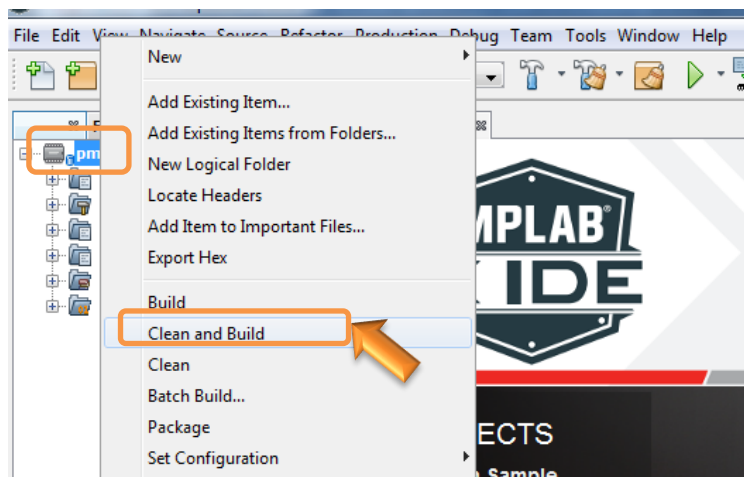 File Edit View Navigate Source Refactor Production Debug Team Tools Window Help
New
Add Existing Item...
Add Existing Items from Folders...
New Logical Folder
Locate Headers
Add Item to Important Files...
Export Hex
Build
Clean and Build
Clean
Batch Build...
Package
Set Configuration
pm
MPLAB®
IDE
ECTS
Sample